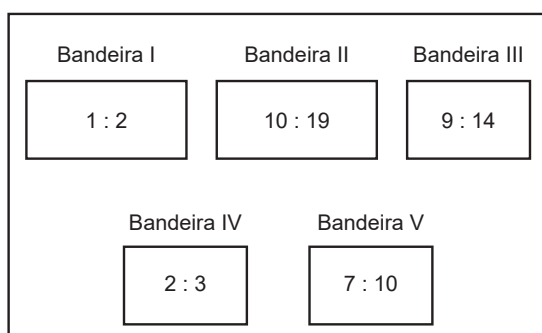 Bandeira I Bandeira II Bandeira III
1 : 2 10 : 19 9 : 14
Bandeira IV Bandeira V
2 : 3 7 : 10